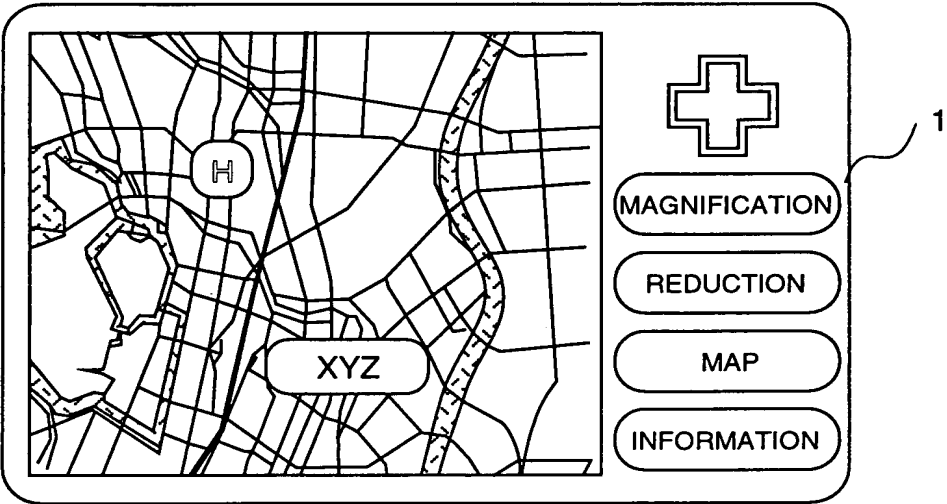 H
XYZ
1
MAGNIFICATION
REDUCTION
MAP
INFORMATION